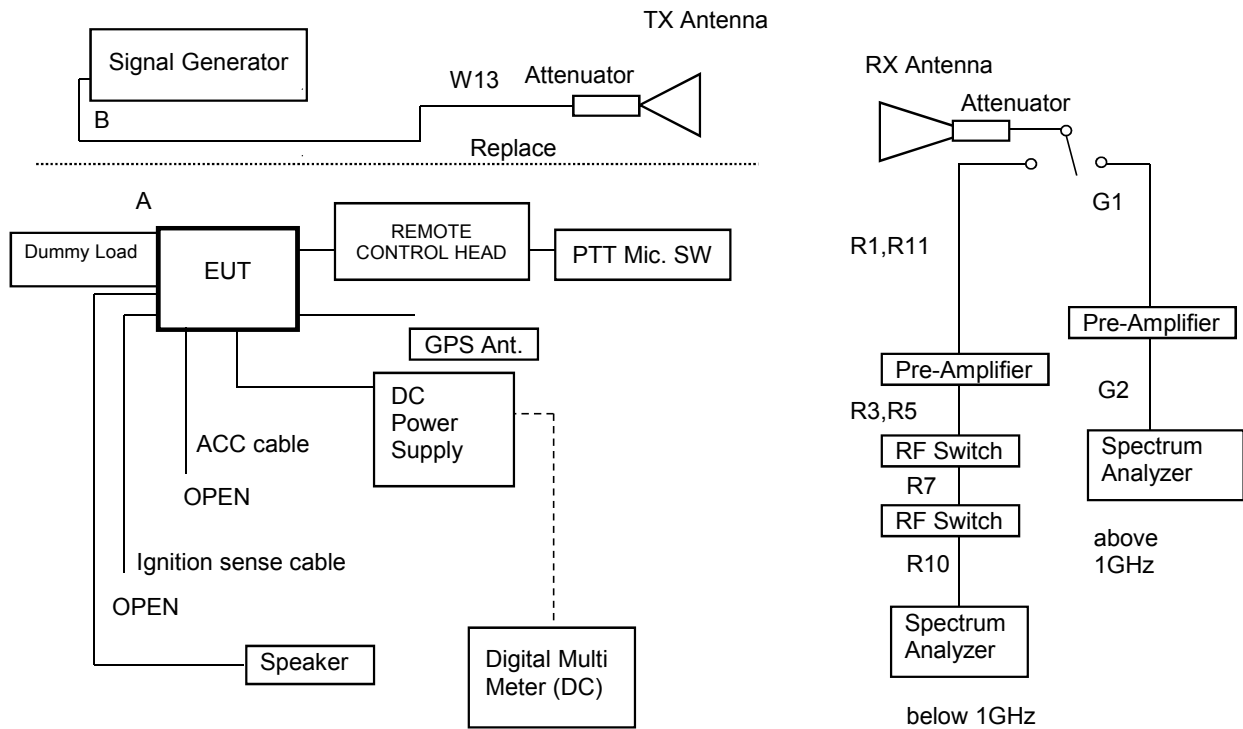 TX Antenna
Signal Generator
W13
Attenuator
B
Replace
RX Antenna
Attenuator
G1
R1,R11
Pre-Amplifier
G2
Spectrum
Analyzer
above
1GHz
Pre-Amplifier
R3,R5
RF Switch
R7
RF Switch
R10
Spectrum
Analyzer
below 1GHz
A
Dummy Load
EUT
REMOTE
CONTROL HEAD
PTT Mic. SW
GPS Ant.
DC
Power
Supply
ACC cable
OPEN
Ignition sense cable
OPEN
Speaker
Digital Multi
Meter (DC)